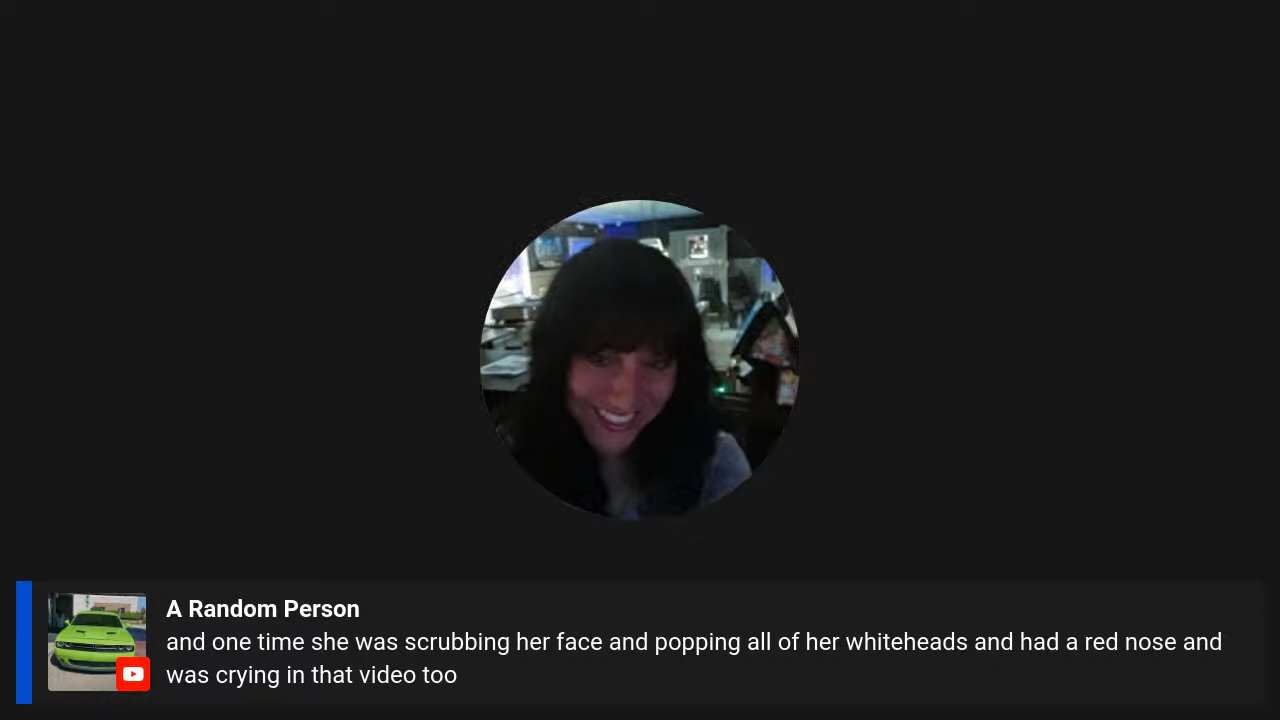 A Random Person
and one time she was scrubbing her face and popping all of her whiteheads and had a red nose and
was crying in that video too